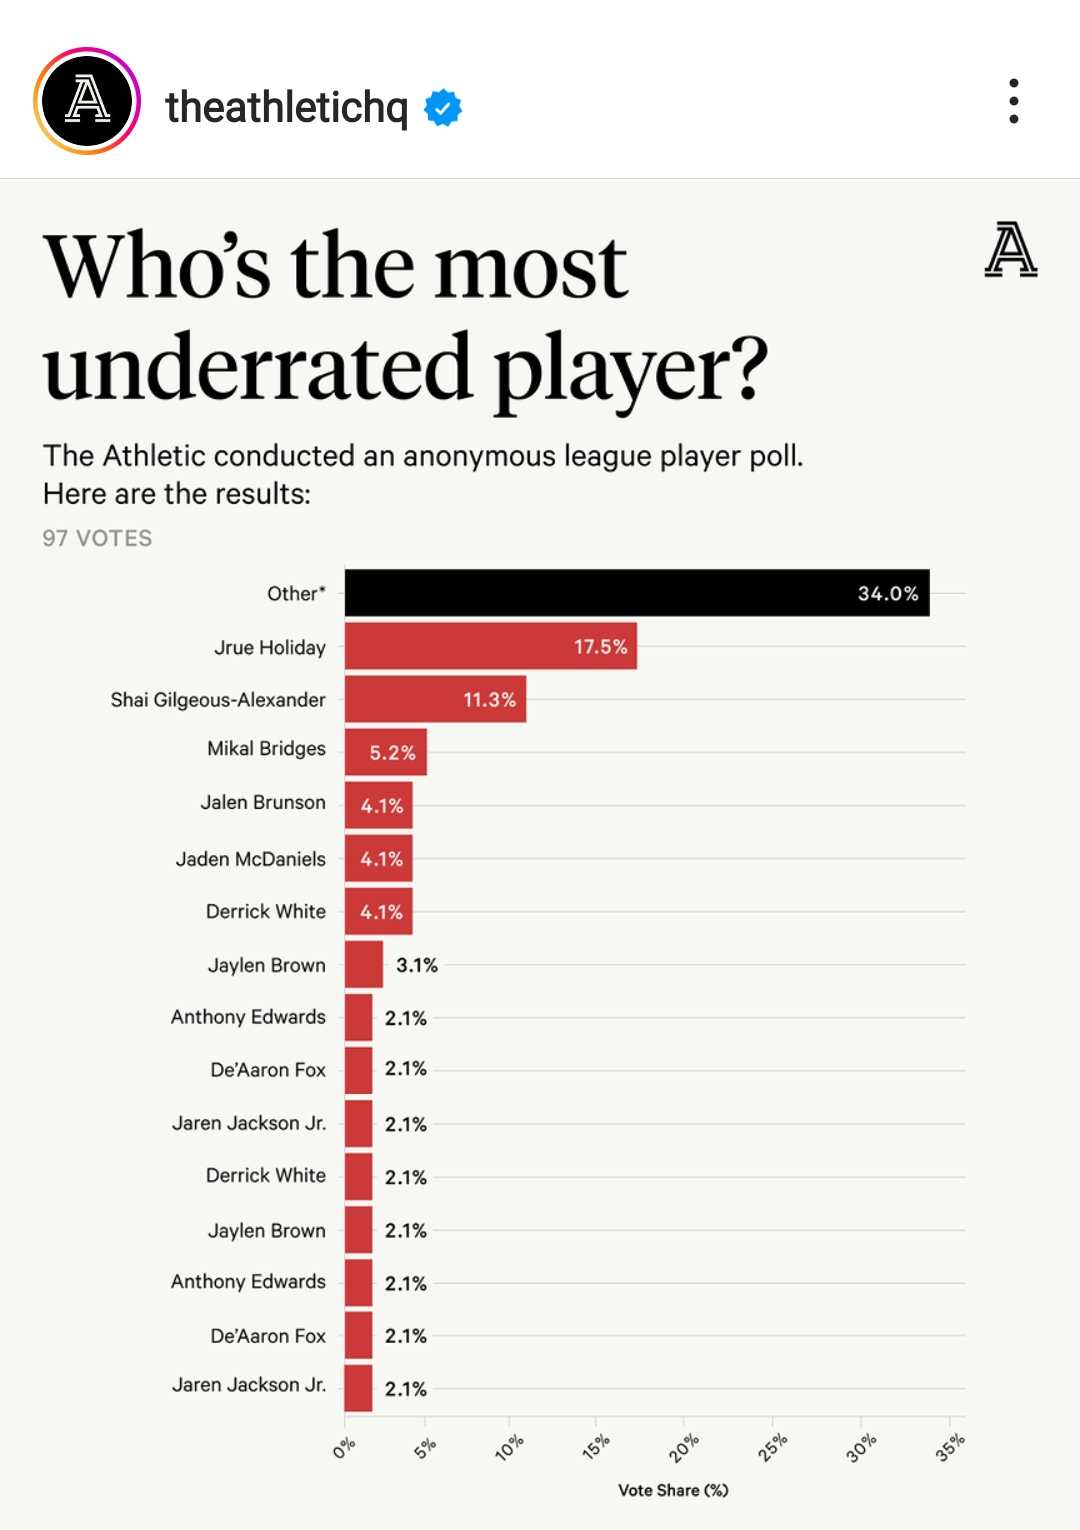 theathletichq
Who’s the most
underrated player?
The Athletic conducted an anonymous league player poll.
Here are the results:
97 VOTES
Other* 34.0%
Jrue Holiday 17.5%
Shai Gilgeous-Alexander 11.3%
Mikal Bridges 5.2%
Jalen Brunson 4.1%
Jaden McDaniels 4.1%
Derrick White 4.1%
Jaylen Brown 3.1%
Anthony Edwards 2.1%
De’Aaron Fox 2.1%
Jaren Jackson Jr. 2.1%
Derrick White 2.1%
Jaylen Brown 2.1%
Anthony Edwards 2.1%
De’Aaron Fox 2.1%
Jaren Jackson Jr. 2.1%
0% 5% 10% 15% 20% 25% 30% 35%
Vote Share (%)